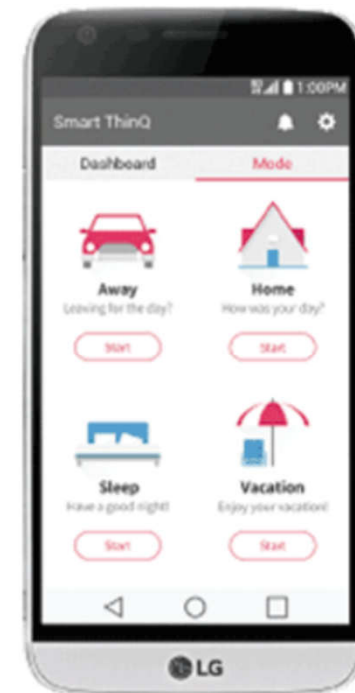 1:00PM
Smart ThinQ
Dashboard Mode
Away Home
Leaving for the day? How was your day?
Start Start
Sleep Vacation
Have a good night! Enjoy your vacation!
Start Start
LG